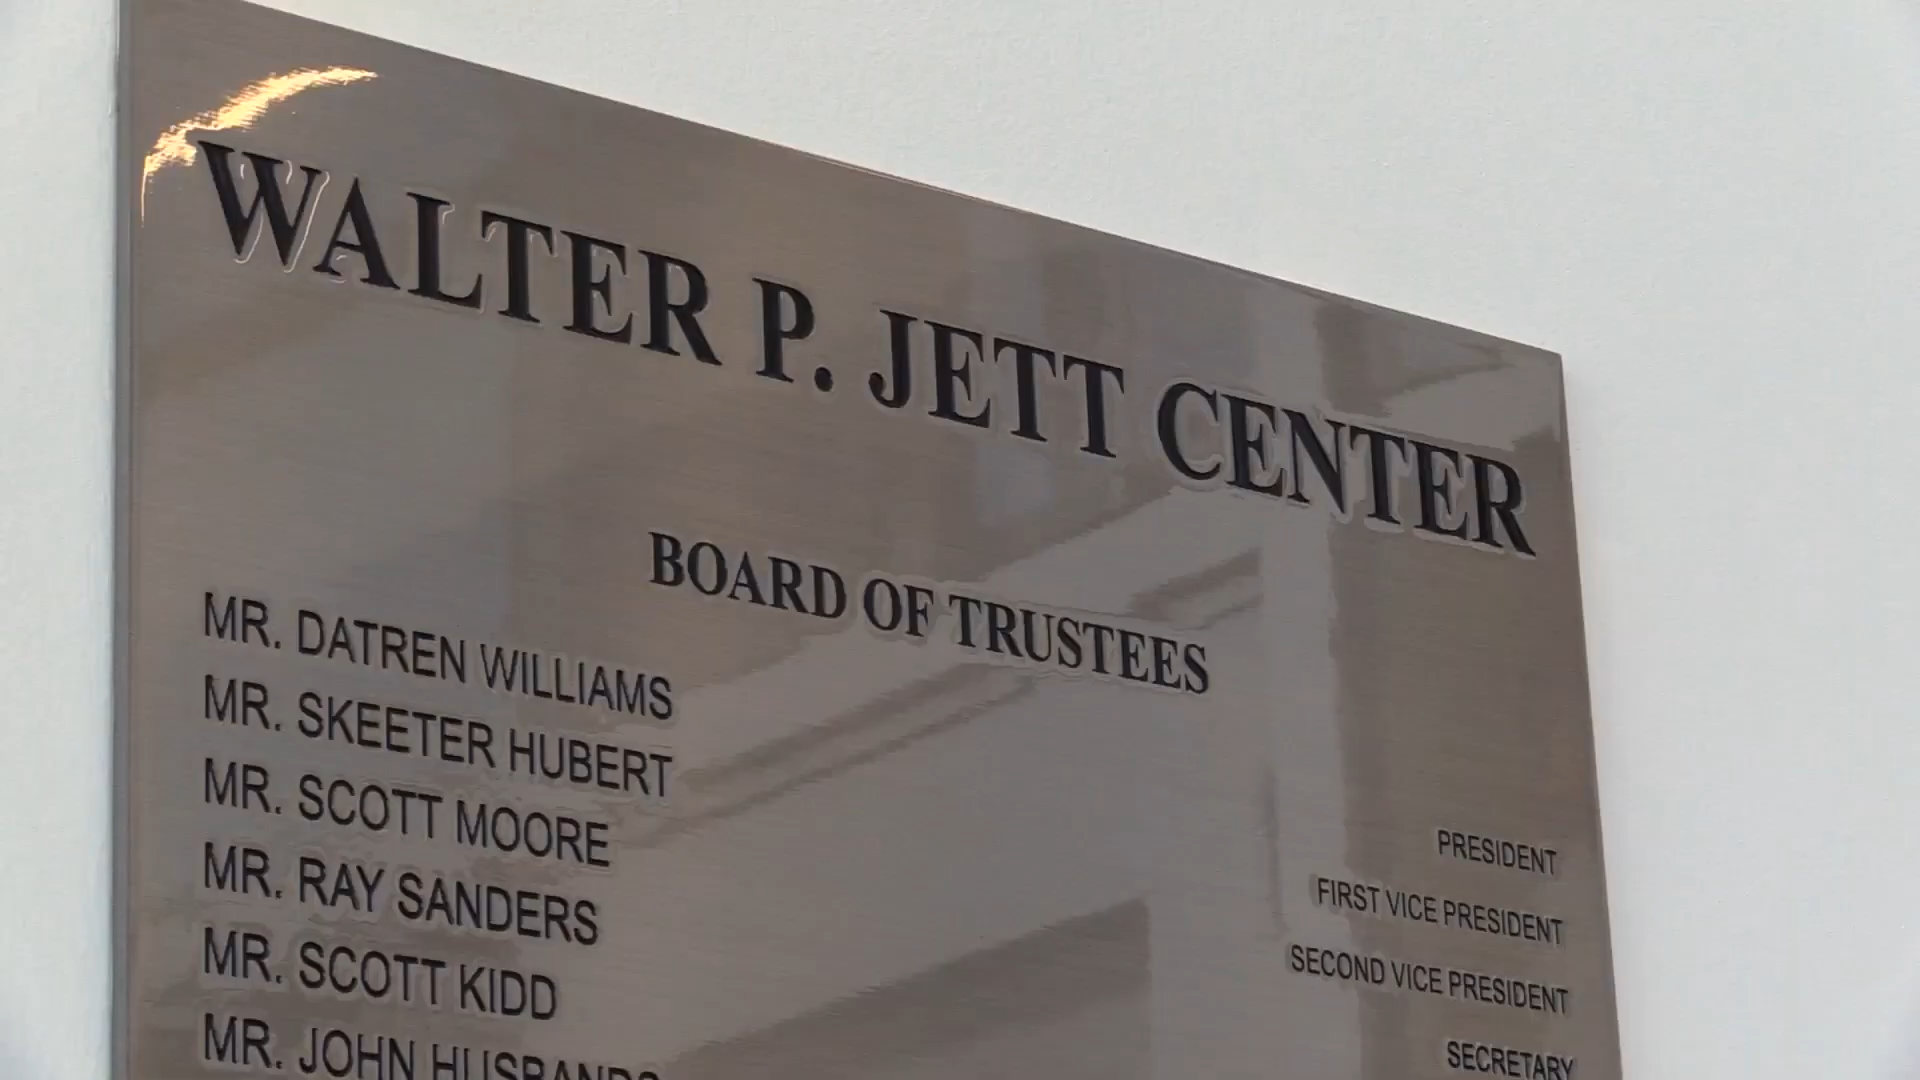 WALTER P. JETT CENTER
BOARD OF TRUSTEES
MR. DATREN WILLIAMS PRESIDENT
MR. SKEETER HUBERT FIRST VICE PRESIDENT
MR. SCOTT MOORE SECOND VICE PRESIDENT
MR. RAY SANDERS SECRETARY
MR. SCOTT KIDD
MR. JOHN HUSBANDS